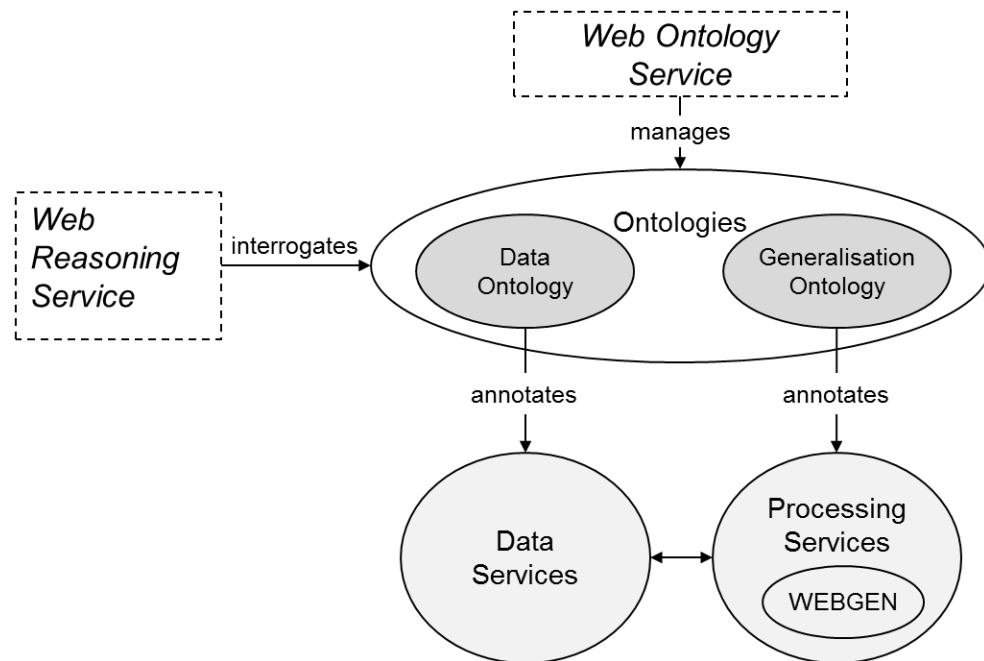 Web Ontology
Service
manages
Web
Reasoning
Service
interrogates
Ontologies
Data
Ontology
Generalisation
Ontology
annotates
annotates
Data
Services
Processing
Services
WEBGEN